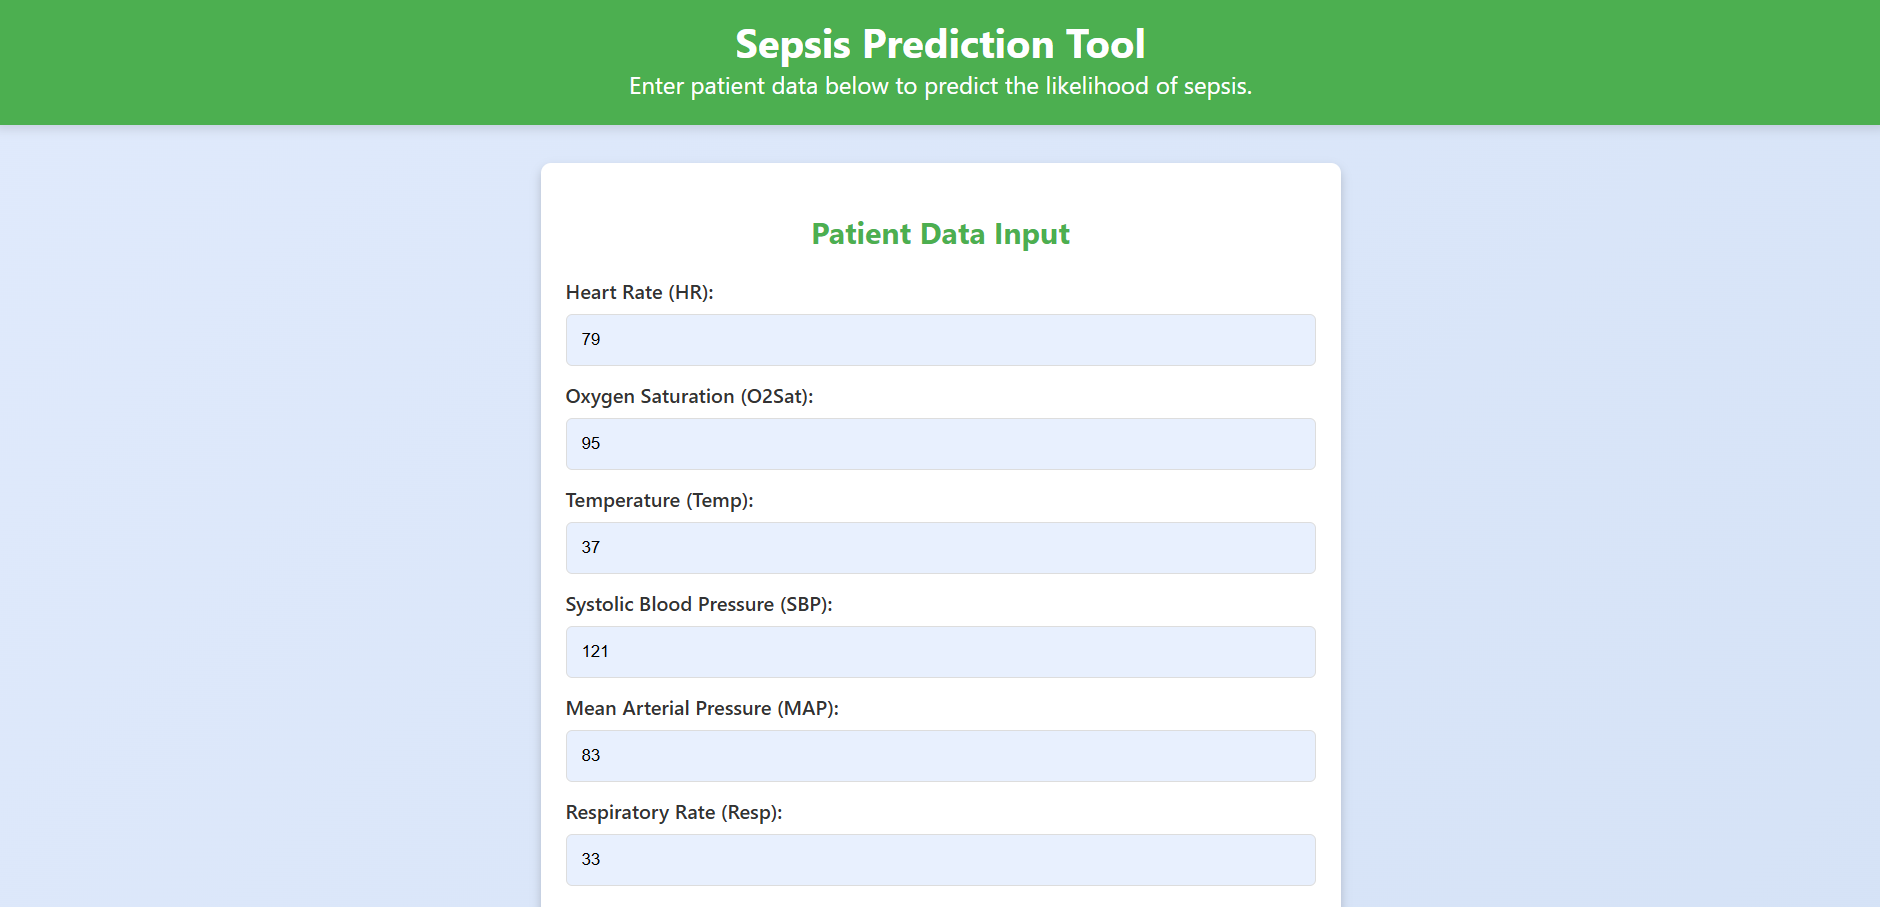 Sepsis Prediction Tool
Enter patient data below to predict the likelihood of sepsis.
Patient Data Input
Heart Rate (HR):
79
Oxygen Saturation (O2Sat):
95
Temperature (Temp):
37
Systolic Blood Pressure (SBP):
121
Mean Arterial Pressure (MAP):
83
Respiratory Rate (Resp):
33